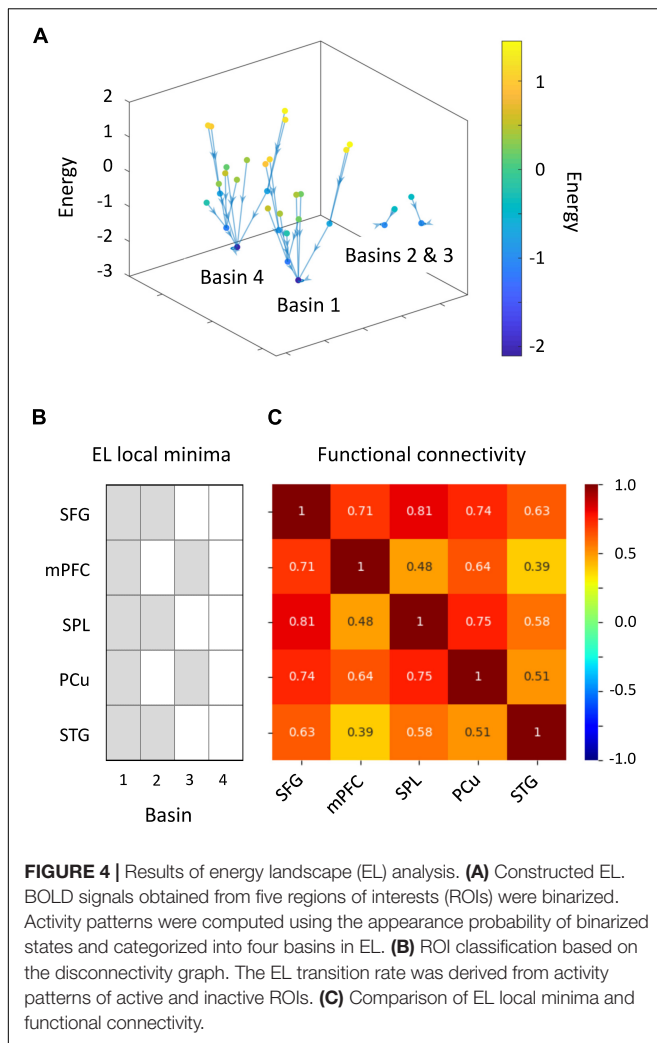 A
2
1
0
-1
-2
-3
Energy
Basin 4
Basin 1
Basins 2 & 3
1
0
-1
-2
Energy
B
EL local minima
SFG
mPFC
SPL
PCu
STG
1 2 3 4
Basin
C
Functional connectivity
1 0.71 0.81 0.74 0.63
0.71 1 0.48 0.64 0.39
0.81 0.48 1 0.75 0.58
0.74 0.64 0.75 1 0.51
0.63 0.39 0.58 0.51 1
SFG mPFC SPL PCu STG
1.0
0.5
0.0
-0.5
-1.0
FIGURE 4 | Results of energy landscape (EL) analysis. (A) Constructed EL.
BOLD signals obtained from five regions of interests (ROIs) were binarized.
Activity patterns were computed using the appearance probability of binarized
states and categorized into four basins in EL. (B) ROI classification based on
the disconnectivity graph. The EL transition rate was derived from activity
patterns of active and inactive ROIs. (C) Comparison of EL local minima and
functional connectivity.